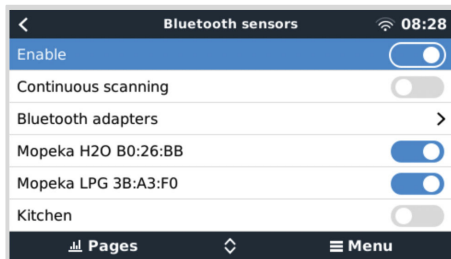 Bluetooth sensors 08:28
Enable
Continuous scanning
Bluetooth adapters
Mopeka H2O B0:26:BB
Mopeka LPG 3B:A3:F0
Kitchen
Pages Menu